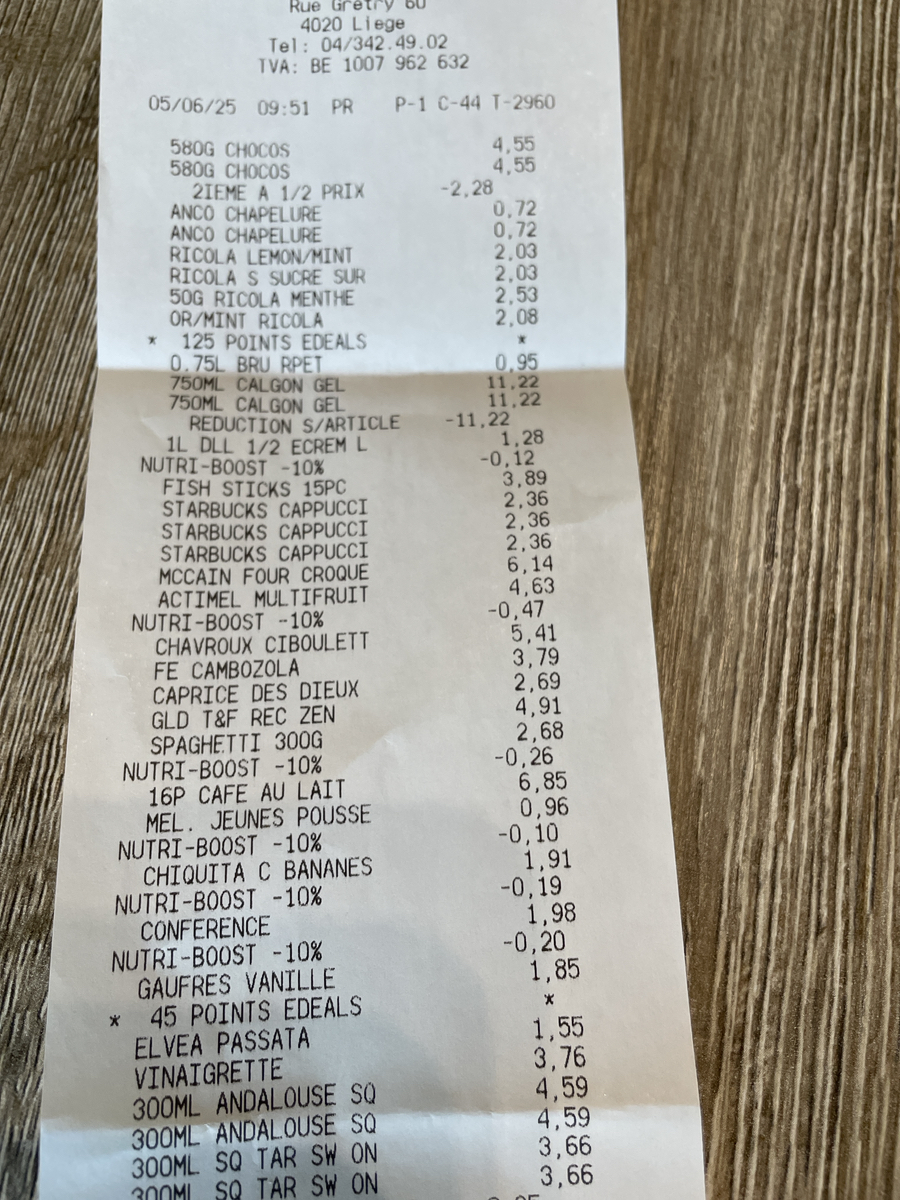 Rue Gretry 60
4020 Liege
Tel: 04/342.49.02
TVA: BE 1007 962 632
05/06/25 09:51 PR P-1 C-44 T-2960
580G CHOCOS 4,55
580G CHOCOS 4,55
2IEME A 1/2 PRIX -2,28
ANCO CHAPELURE 0,72
ANCO CHAPELURE 0,72
RICOLA LEMON/MINT 2,03
RICOLA S SUCRE SUR 2,03
50G RICOLA MENTHE 2,53
OR/MINT RICOLA 2,08
* 125 POINTS EDEALS *
0.75L BRU RPET 0,95
750ML CALGON GEL 11,22
750ML CALGON GEL 11,22
REDUCTION S/ARTICLE -11,22
1L DLL 1/2 ECREM L 1,28
NUTRI-BOOST -10% -0,12
FISH STICKS 15PC 3,89
STARBUCKS CAPPUCCI 2,36
STARBUCKS CAPPUCCI 2,36
STARBUCKS CAPPUCCI 2,36
MCCAIN FOUR CROQUE 6,14
ACTIMEL MULTIFRUIT 4,63
NUTRI-BOOST -10% -0,47
CHAVROUX CIBOULETT 5,41
FE CAMBOZOLA 3,79
CAPRICE DES DIEUX 2,69
GLD T&F REC ZEN 4,91
SPAGHETTI 300G 2,68
NUTRI-BOOST -10% -0,26
16P CAFE AU LAIT 6,85
MEL. JEUNES POUSSE 0,96
NUTRI-BOOST -10% -0,10
CHIQUITA C BANANES 1,91
NUTRI-BOOST -10% -0,19
CONFERENCE 1,98
NUTRI-BOOST -10% -0,20
GAUFRES VANILLE 1,85
* 45 POINTS EDEALS *
ELVEA PASSATA 1,55
VINAIGRETTE 3,76
300ML ANDALOUSE SQ 4,59
300ML ANDALOUSE SQ 4,59
300ML SQ TAR SW ON 3,66
300ML SQ TAR SW ON 3,66